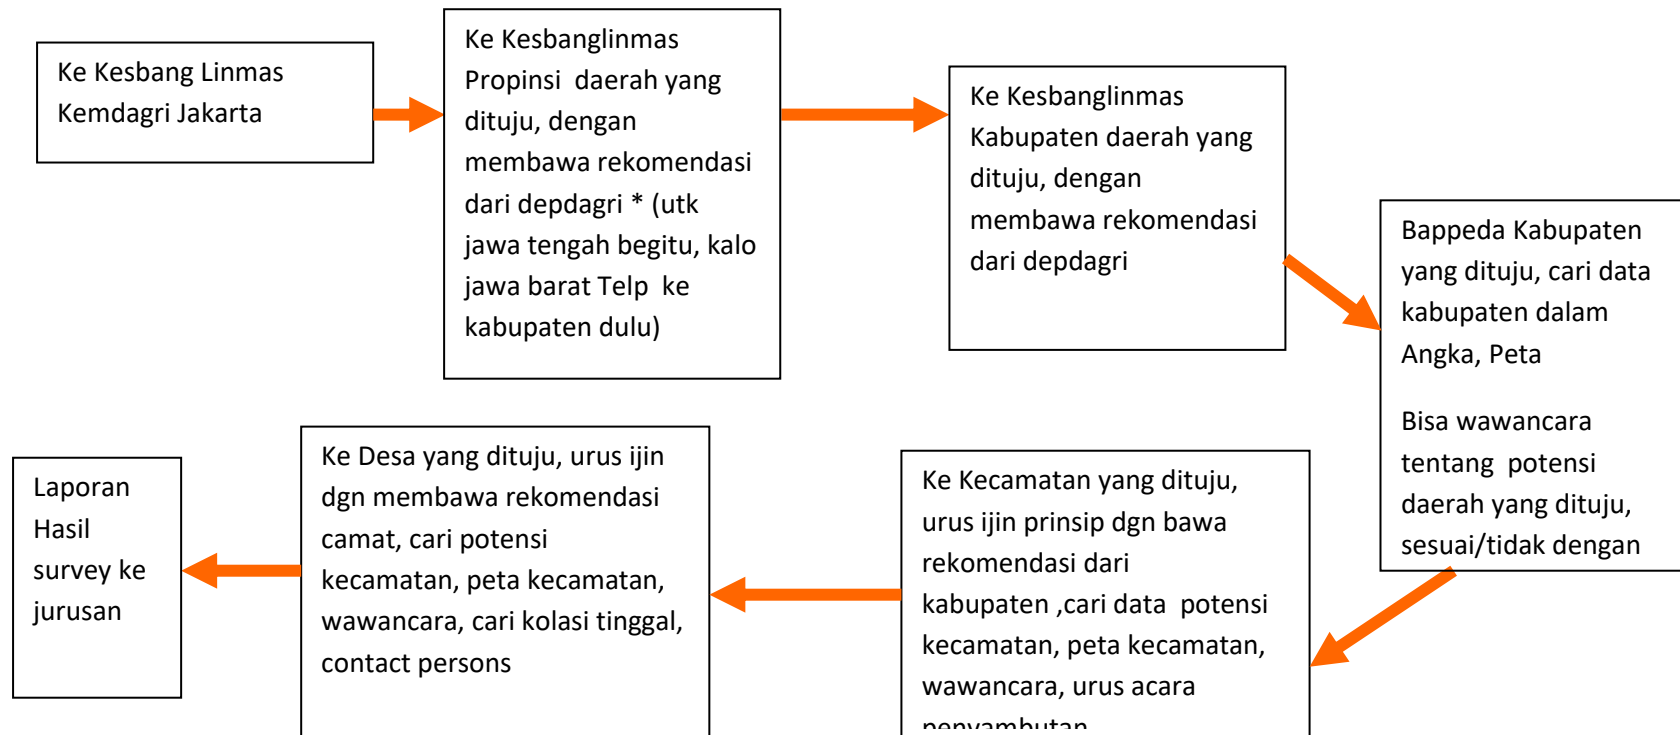 Ke Kesbang Linmas
Kemdagri Jakarta
Ke Kesbanglinmas
Propinsi daerah yang
dituju, dengan
membawa rekomendasi
dari depdagri * (utk
jawa tengah begitu, kalo
jawa barat Telp ke
kabupaten dulu)
Ke Kesbanglinmas
Kabupaten daerah yang
dituju, dengan
membawa rekomendasi
dari depdagri
Bappeda Kabupaten
yang dituju, cari data
kabupaten dalam
Angka, Peta
Bisa wawancara
tentang potensi
daerah yang dituju,
sesuai/tidak dengan
Ke Kecamatan yang dituju,
urus ijin prinsip dgn bawa
rekomendasi dari
kabupaten ,cari data potensi
kecamatan, peta kecamatan,
wawancara, urus acara
penyambutan
Ke Desa yang dituju, urus ijin
dgn membawa rekomendasi
camat, cari potensi
kecamatan, peta kecamatan,
wawancara, cari kolasi tinggal,
contact persons
Laporan
Hasil
survey ke
jurusan